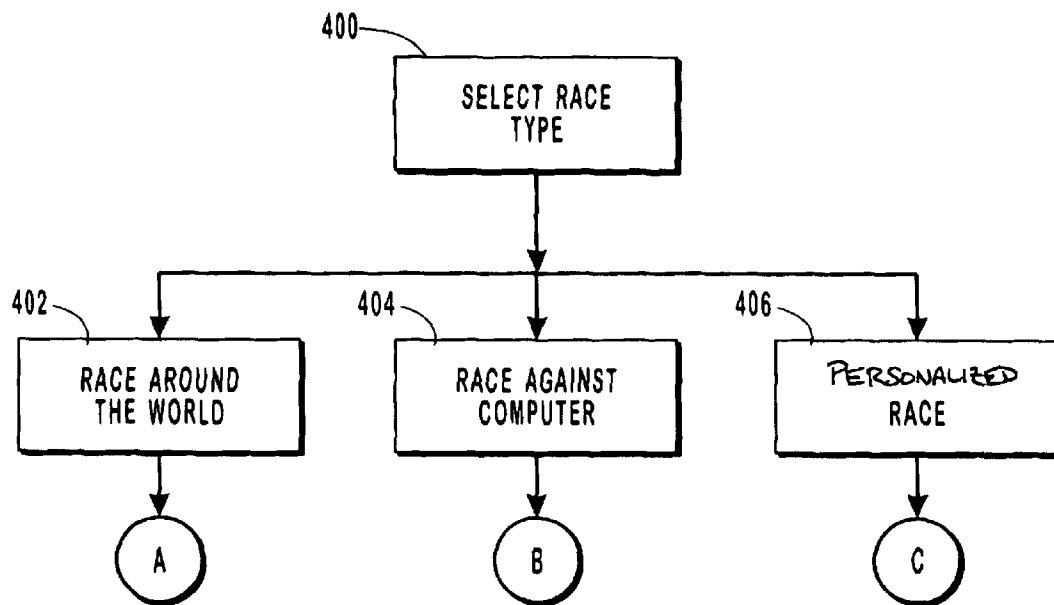 400
SELECT RACE
TYPE
402
RACE AROUND
THE WORLD
404
RACE AGAINST
COMPUTER
406
PERSONALIZED
RACE
A
B
C